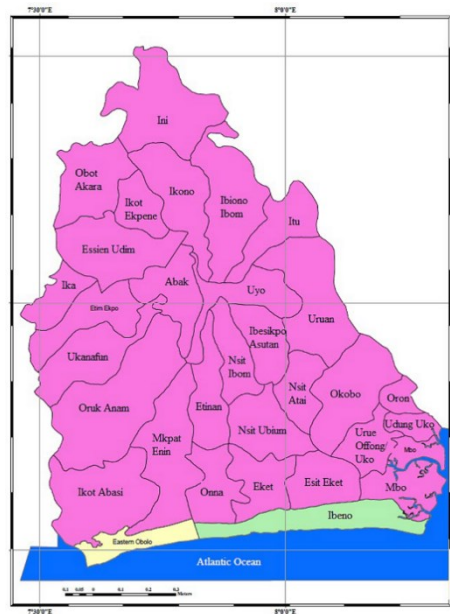 7°30'0"E
8°0'0"E
Ini
Obot
Akara
Ikot
Ekpene
Ikono
Ibiono
Ibom
Itu
Essien Udim
Ika
Abak
Uyo
Etim Ekpo
Uruan
Ukanafun
Ibesikpo
Asutan
Nsit
Ibom
Nsit
Atai
Okobo
Oruk Anam
Etinan
Oron
Udung Uko
Nsit Ubium
Urue
Offong
Uko
Mbo
Mkpat
Enin
Ikot Abasi
Onna
Eket
Esit Eket
Mbo
Ibeno
Eastern Obolo
Atlantic Ocean
8°0'0"E